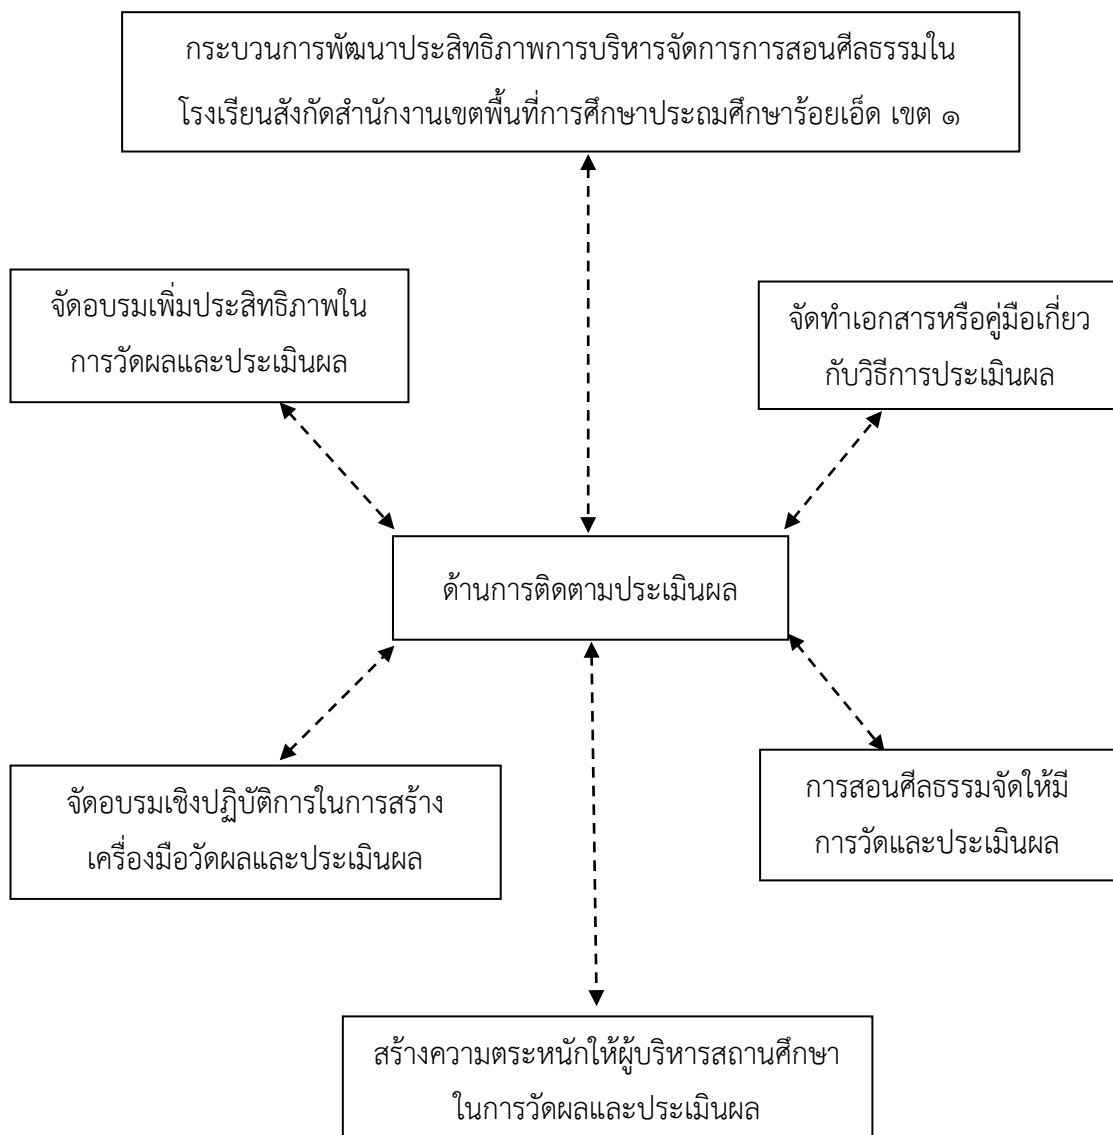 กระบวนการพัฒนาประสิทธิภาพการบริหารจัดการการสอนศีลธรรมใน
โรงเรียนสังกัดสำนักงานเขตพื้นที่การศึกษาประถมศึกษาร้อยเอ็ด เขต ๑
จัดอบรมเพิ่มประสิทธิภาพใน
การวัดผลและประเมินผล
จัดทำเอกสารหรือคู่มือเกี่ยว
กับวิธีการประเมินผล
ด้านการติดตามประเมินผล
จัดอบรมเชิงปฏิบัติการในการสร้าง
เครื่องมือวัดผลและประเมินผล
การสอนศีลธรรมจัดให้มี
การวัดและประเมินผล
สร้างความตระหนักให้ผู้บริหารสถานศึกษา
ในการวัดผลและประเมินผล